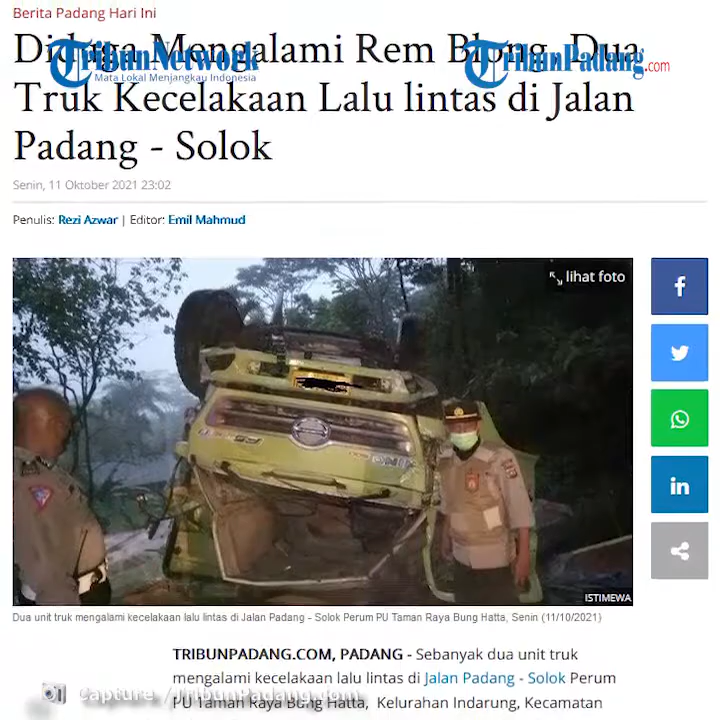 Berita Padang Hari Ini
Diduga Mengalami Rem Blong, Dua
TribunNetwork
Mata Lokal Menjangkau Indonesia
TribunPadang.com
Truk Kecelakaan Lalu lintas di Jalan
Padang - Solok
Senin, 11 Oktober 2021 23:02
Penulis: Rezi Azwar | Editor: Emil Mahmud
lihat foto
ISTIMEWA
Dua unit truk mengalami kecelakaan lalu lintas di Jalan Padang - Solok Perum PU Taman Raya Bung Hatta, Senin (11/10/2021)
TRIBUNPADANG.COM, PADANG - Sebanyak dua unit truk
mengalami kecelakaan lalu lintas di Jalan Padang - Solok Perum
PU Taman Raya Bung Hatta, Kelurahan Indarung, Kecamatan
Capture /TribunPadang.com